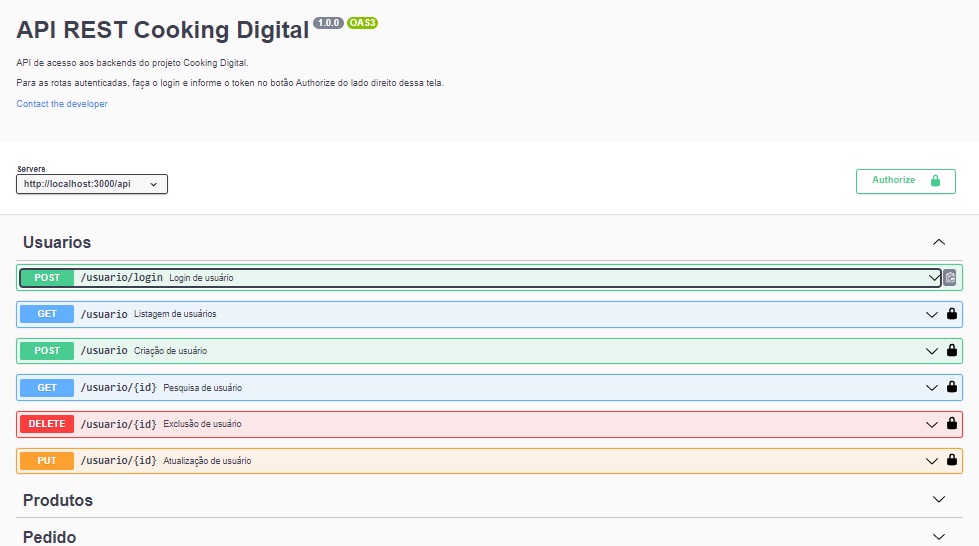 API REST Cooking Digital 1.0.0 OAS3
API de acesso aos backends do projeto Cooking Digital.
Para as rotas autenticadas, faça o login e informe o token no botão Authorize do lado direito dessa tela.
Contact the developer
Servers
http://localhost:3000/api
Authorize
Usuarios
POST /usuario/login Login de usuário
GET /usuario Listagem de usuários
POST /usuario Criação de usuário
GET /usuario/{id} Pesquisa de usuário
DELETE /usuario/{id} Exclusão de usuário
PUT /usuario/{id} Atualização de usuário
Produtos
Pedido